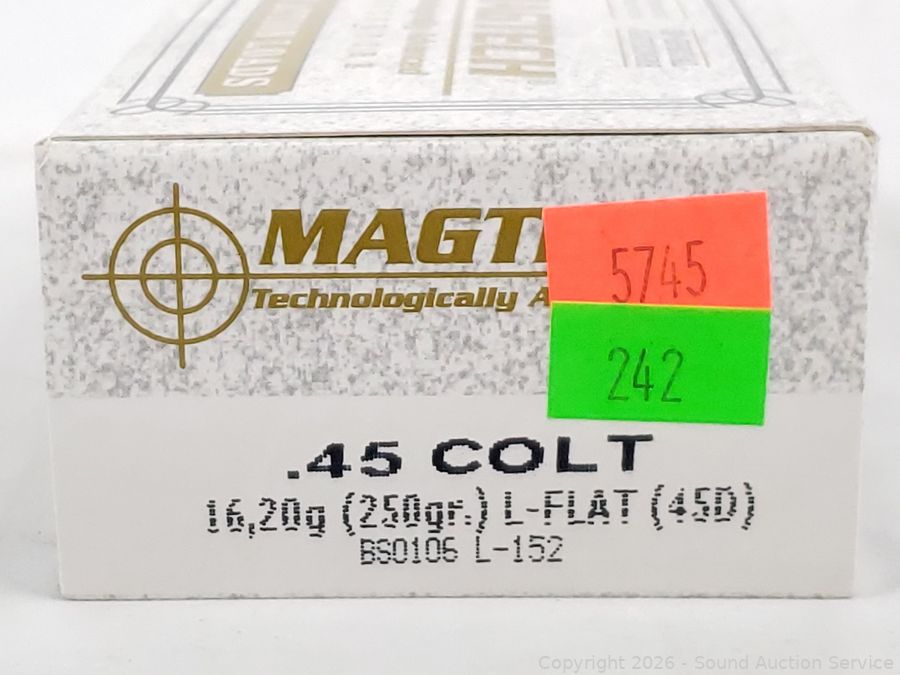 MAGT
Technologically A
5745
242
.45 COLT
16,20g (250gr.) L-FLAT (45D)
BS0106 L-152
Copyright 2026 - Sound Auction Service